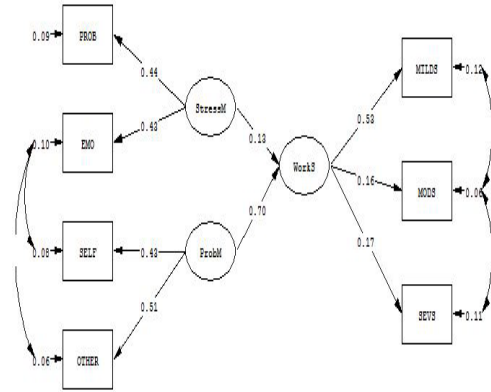 0.09
PROB
0.44
StressM
0.43
0.10
EMO
0.13
WorkS
0.53
MILDS
0.12
0.16
MODS
0.06
0.70
0.08
SELF
0.43
ProbM
0.17
0.51
SEVS
0.11
0.06
OTHER